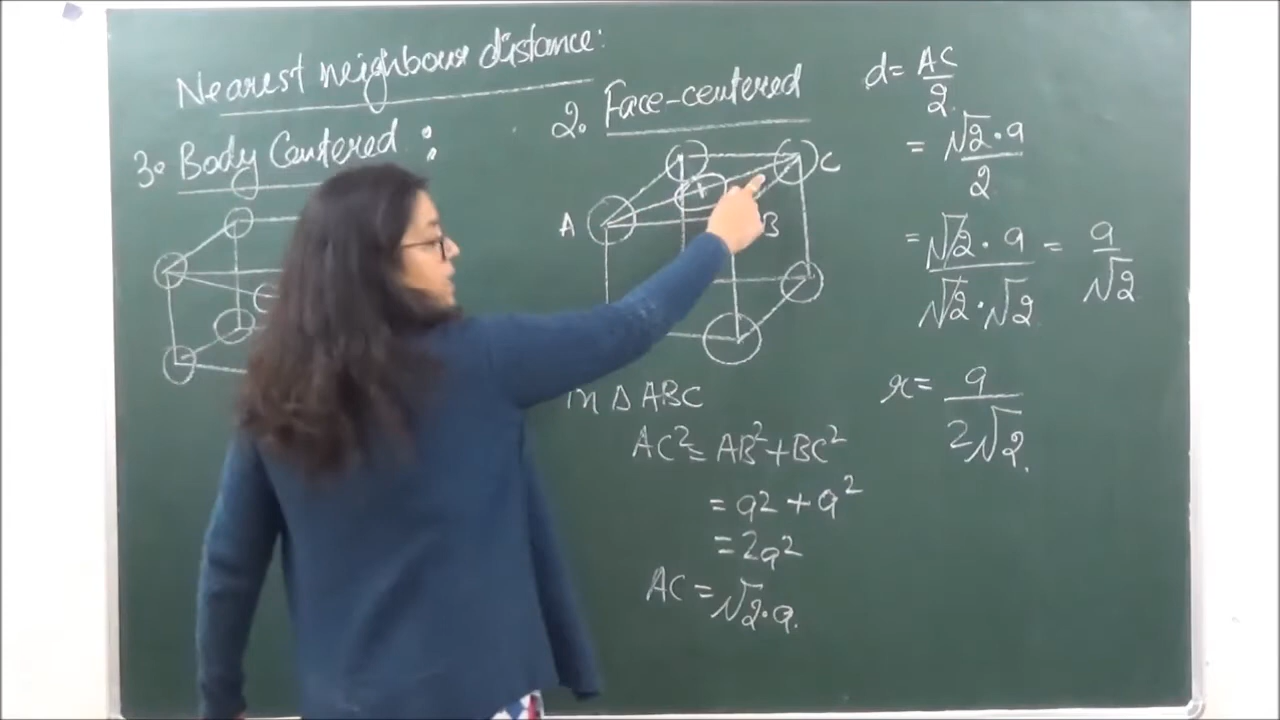 Nearest neighbour distance:
3. Body Centered :
2. Face-centered
A
B
C
in Δ ABC
AC² = AB² + BC²
= a² + a²
= 2a²
AC = √2 · a.
d = AC/2
= √2 · a / 2
= √2 · a / √2 · √2 = a / √2
r = a / 2√2.